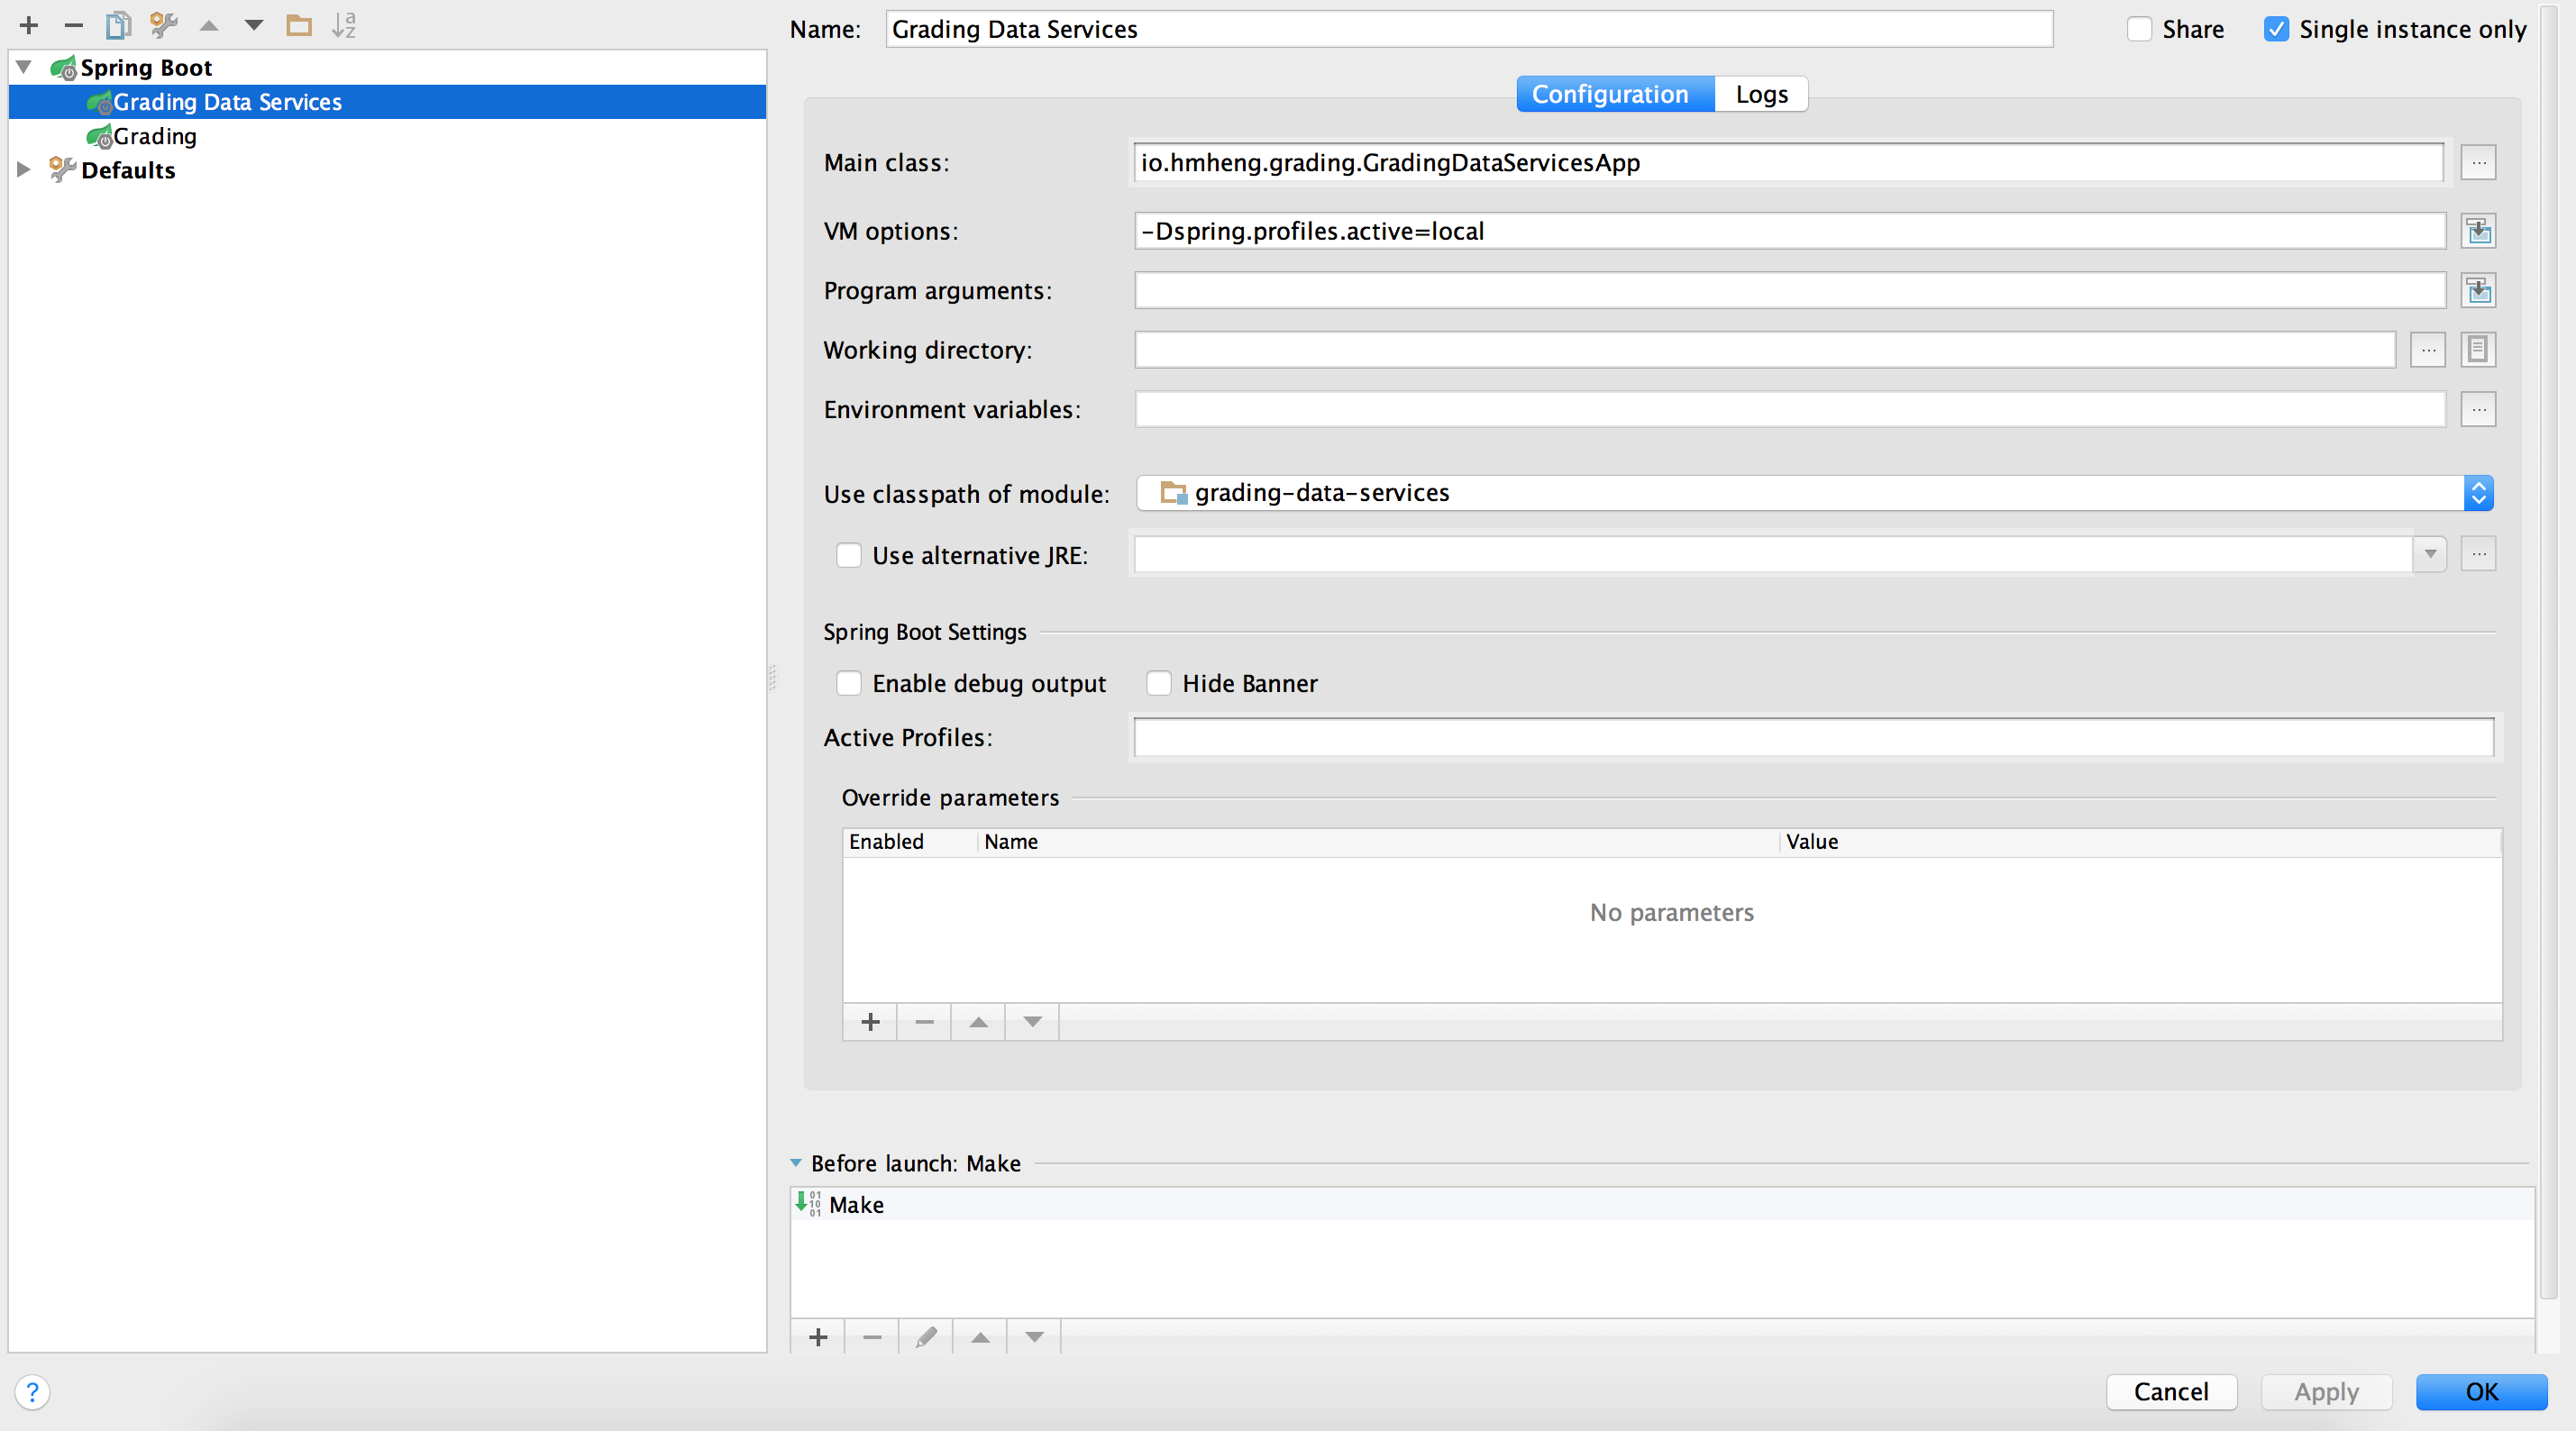 Name: Grading Data Services Share Single instance only
Spring Boot
Grading Data Services
Grading
Defaults
Configuration Logs
Main class: io.hmheng.grading.GradingDataServicesApp ...
VM options: -Dspring.profiles.active=local
Program arguments:
Working directory: ...
Environment variables: ...
Use classpath of module: grading-data-services
Use alternative JRE: ...
Spring Boot Settings
Enable debug output Hide Banner
Active Profiles:
Override parameters
Enabled Name Value
No parameters
Before launch: Make
Make
? Cancel Apply OK